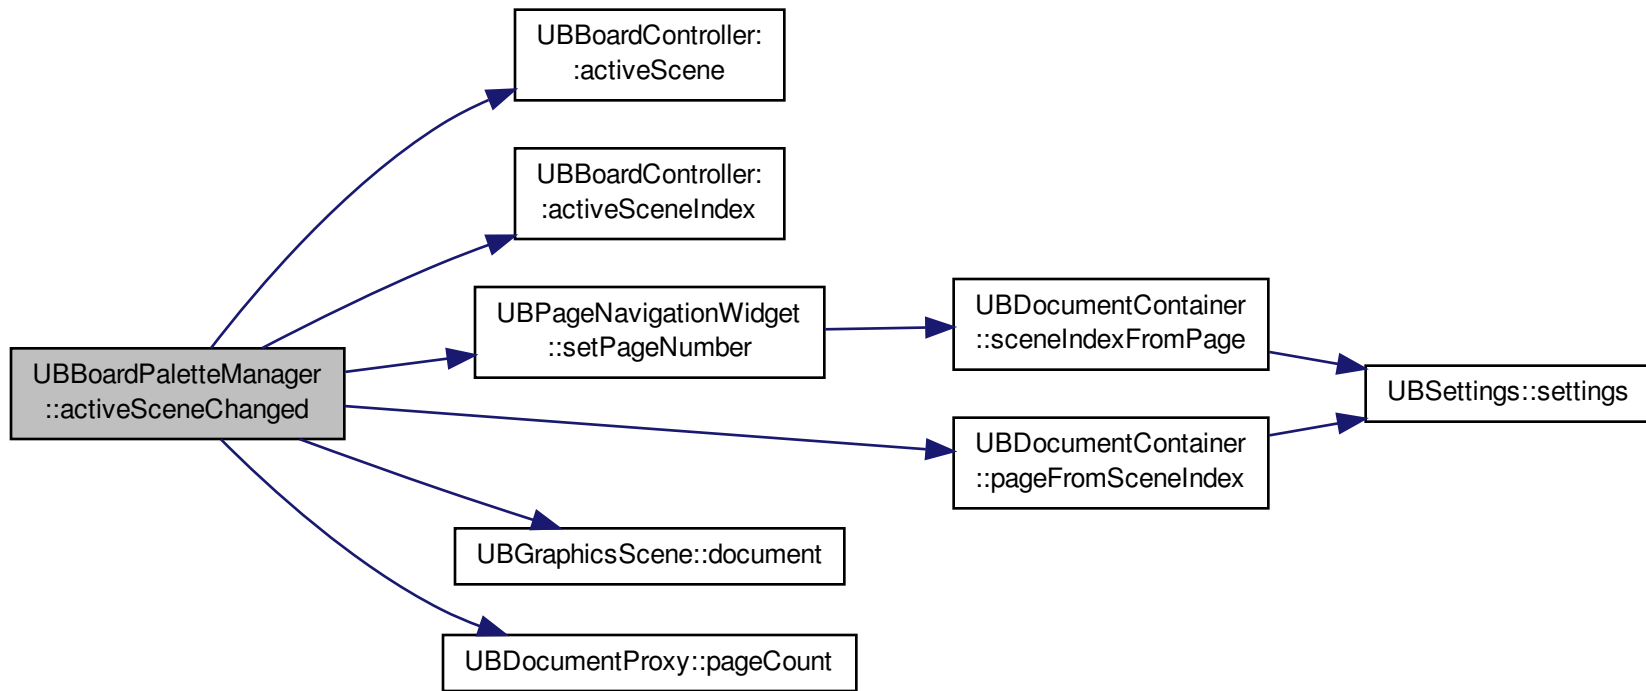 UBBoardController:
:activeScene
UBBoardController:
:activeSceneIndex
UBPageNavigationWidget
::setPageNumber
UBDocumentContainer
::sceneIndexFromPage
UBBoardPaletteManager
::activeSceneChanged
UBSettings::settings
UBDocumentContainer
::pageFromSceneIndex
UBGraphicsScene::document
UBDocumentProxy::pageCount